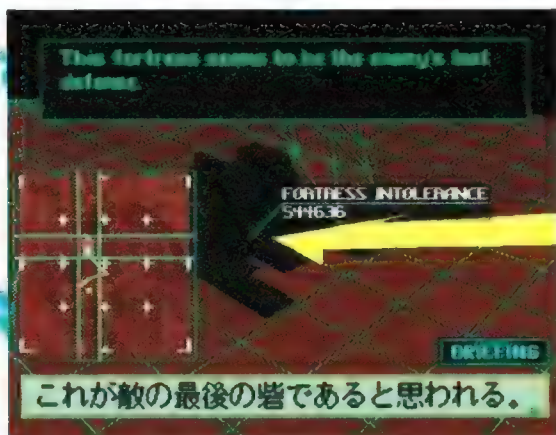 This fortress seems to be the enemy's last
defense.
FORTRESS INTOLERANCE
544636
BRIEFING
これが敵の最後の砦であると思われる。